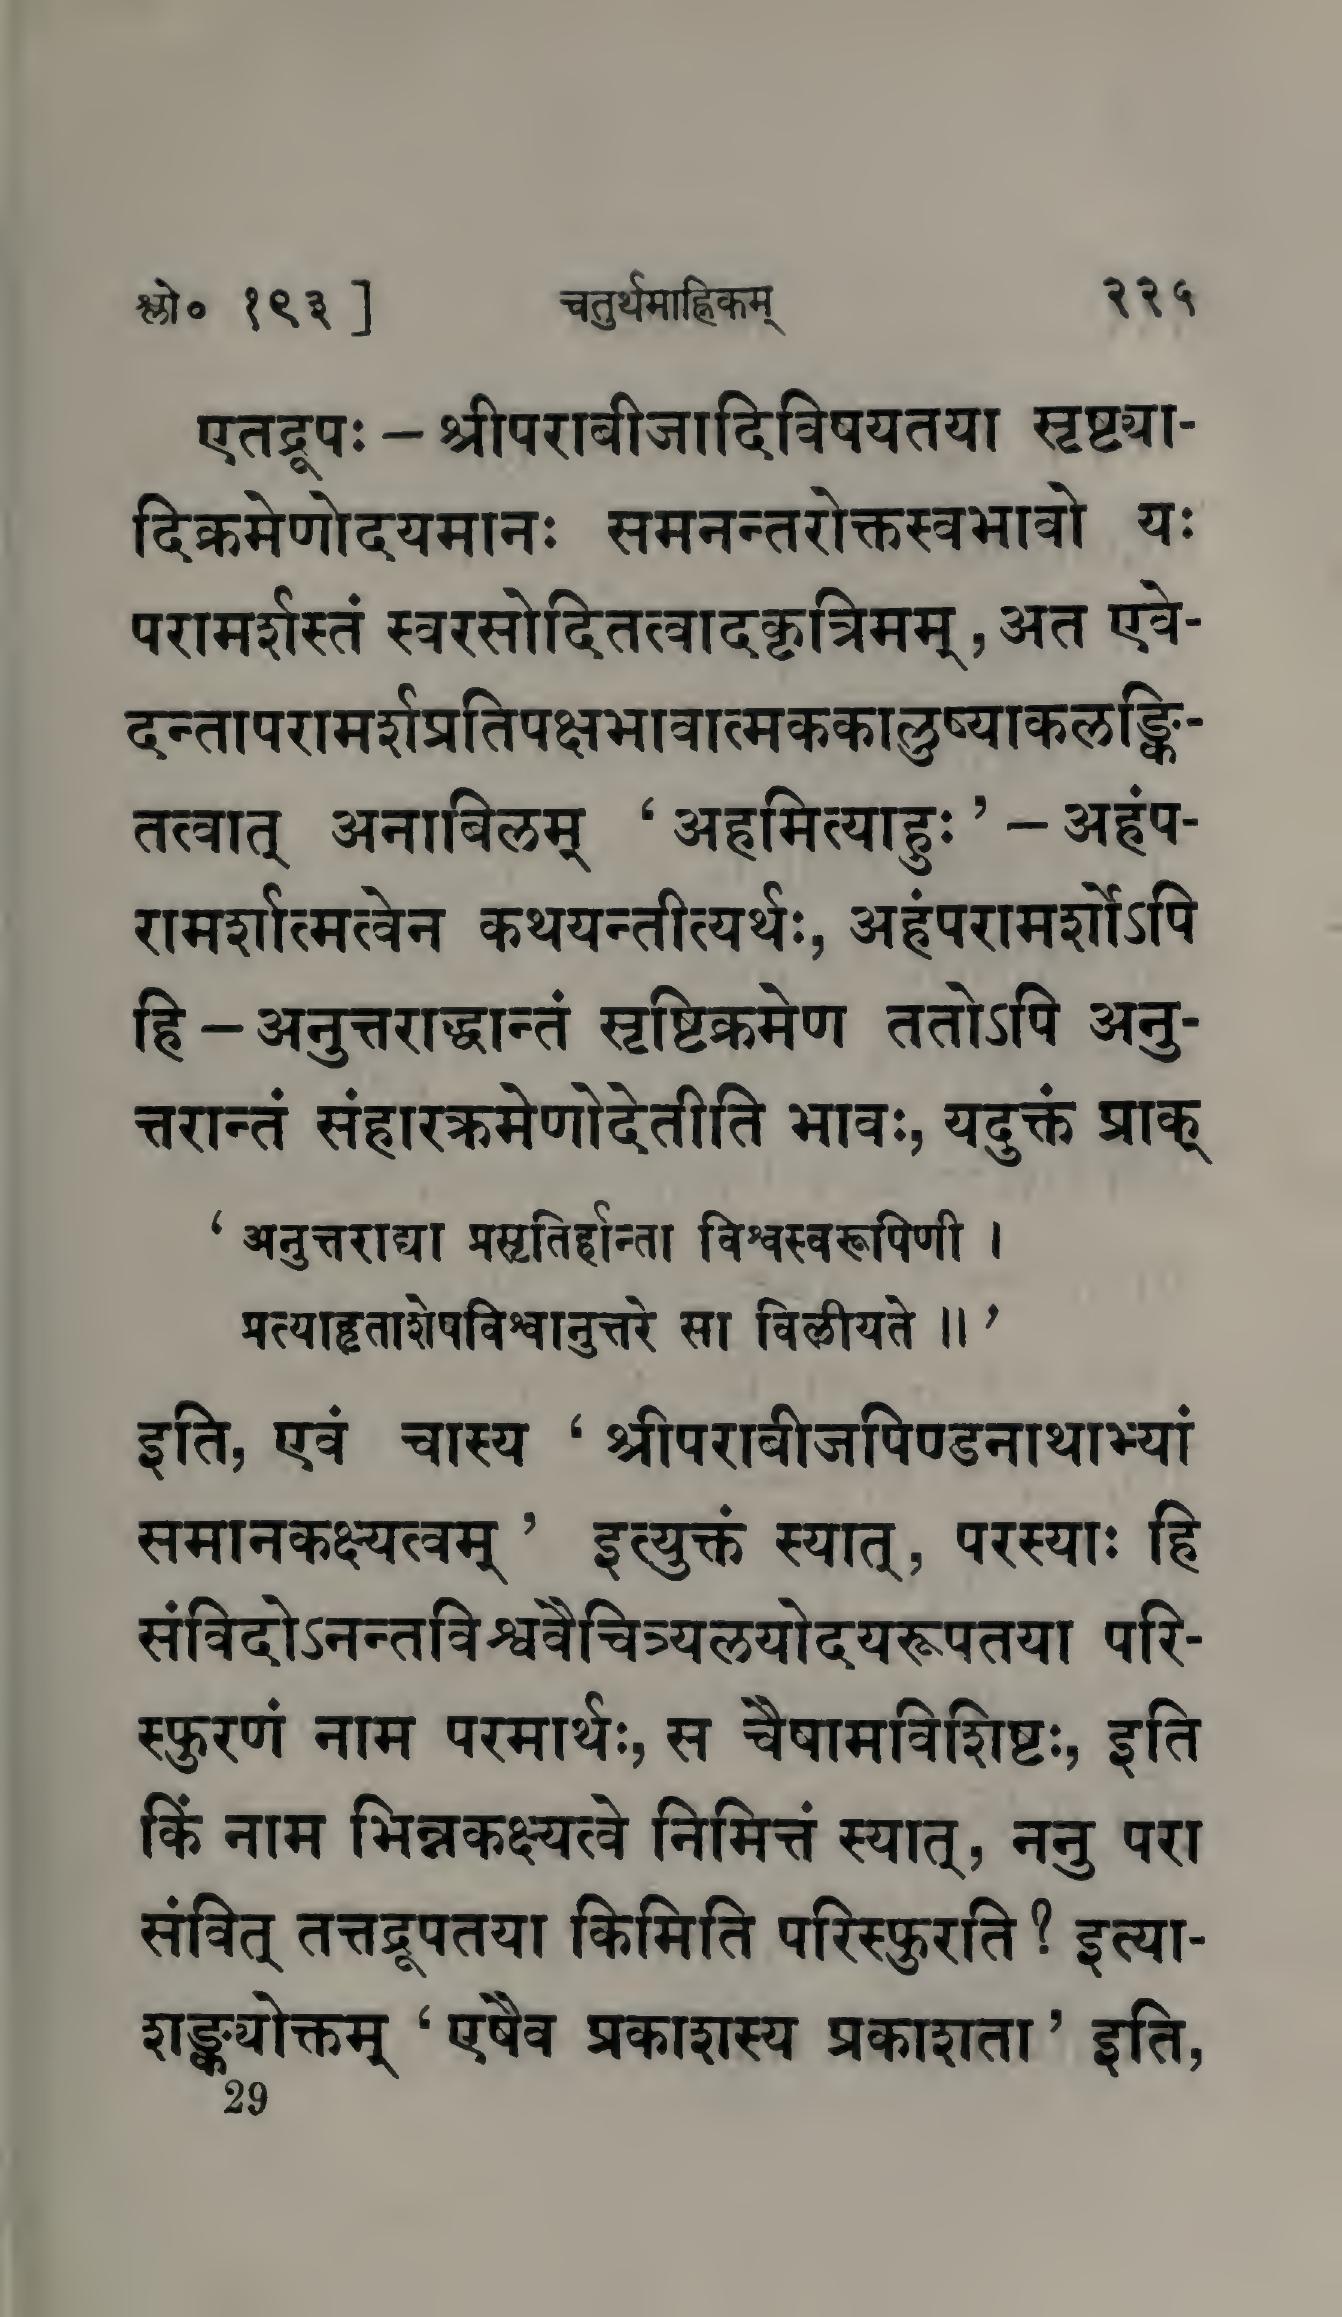 श्लो० १९३ ] चतुर्थमाह्निकम् २२५
एतद्रूपः – श्रीपराबीजादिविषयतया सृष्ट्या-
दिक्रमेणोदयमानः समनन्तरोक्तस्वभावो यः
परामर्शस्तं स्वरसोदितत्वादकृत्रिमम्, अत एवे-
दन्तापरामर्शप्रतिपक्षभावात्मककालुष्याकलङ्कि-
तत्वात् अनाबिलम् ‘ अहमित्याहुः ’ – अहंप-
रामर्शात्मत्वेन कथयन्तीत्यर्थः, अहंपरामर्शोऽपि
हि – अनुत्तराद्धान्तं सृष्टिक्रमेण ततोऽपि अनु-
त्तरान्तं संहारक्रमेणोदेतीति भावः, यदुक्तं प्राक्
‘ अनुत्तराद्या प्रसृतिर्हान्ता विश्वस्वरूपिणी ।
प्रत्याहृताशेषविश्वानुत्तरे सा विलीयते ॥ ’
इति, एवं चास्य ‘ श्रीपराबीजपिण्डनाथाभ्यां
समानकक्ष्यत्वम् ’ इत्युक्तं स्यात्, परस्याः हि
संविदोऽनन्तविश्ववैचित्र्यलयोदयरूपतया परि-
स्फुरणं नाम परमार्थः, स चैषामविशिष्टः, इति
किं नाम भिन्नकक्ष्यत्वे निमित्तं स्यात्, ननु परा
संवित् तत्तद्रूपतया किमिति परिस्फुरति ? इत्या-
शङ्क्योक्तम् ‘ एषैव प्रकाशस्य प्रकाशता ’ इति,
29